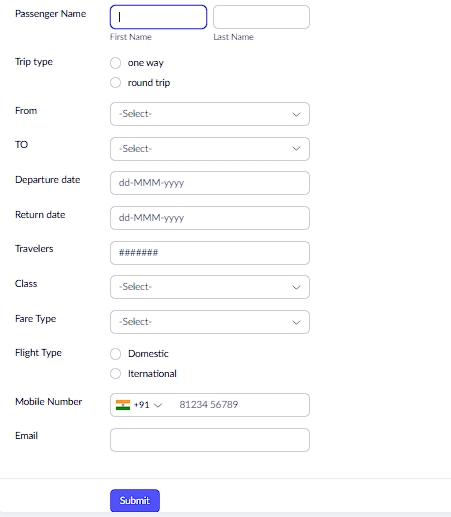 Passenger Name
First Name Last Name
Trip type
one way
round trip
From
-Select-
TO
-Select-
Departure date
dd-MMM-yyyy
Return date
dd-MMM-yyyy
Travelers
#######
Class
-Select-
Fare Type
-Select-
Flight Type
Domestic
Iternational
Mobile Number
+91 81234 56789
Email
Submit